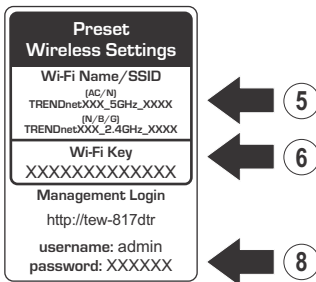 Preset
Wireless Settings
Wi-Fi Name/SSID
(AC/N)
TRENDnetXXX_5GHz_XXXX
(N/B/G)
TRENDnetXXX_2.4GHz_XXXX
5
Wi-Fi Key
XXXXXXXXXXXXX
6
Management Login
http://tew-817dtr
username: admin
password: XXXXXX
8